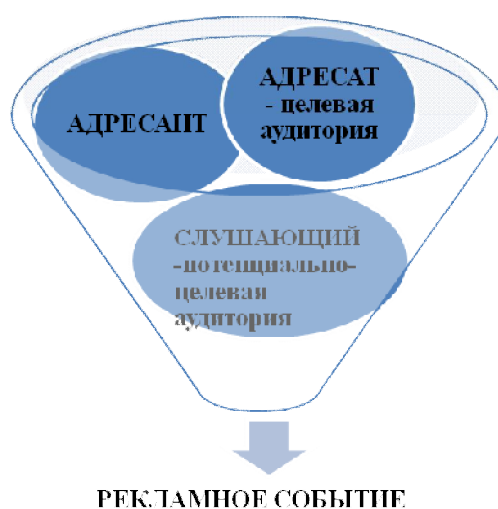 АДРЕСАНТ
АДРЕСАТ
- целевая
аудитория
СЛУШАЮЩИЙ
-потенциально-
целевая
аудитория
РЕКЛАМНОЕ СОБЫТИЕ